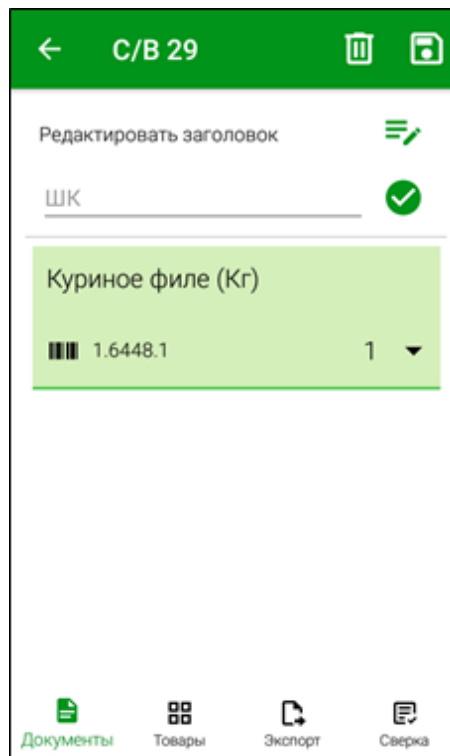 С/В 29
Редактировать заголовок
ШК
Куриное филе (Кг)
1.6448.1 1
Документы Товары Экспорт Сверка